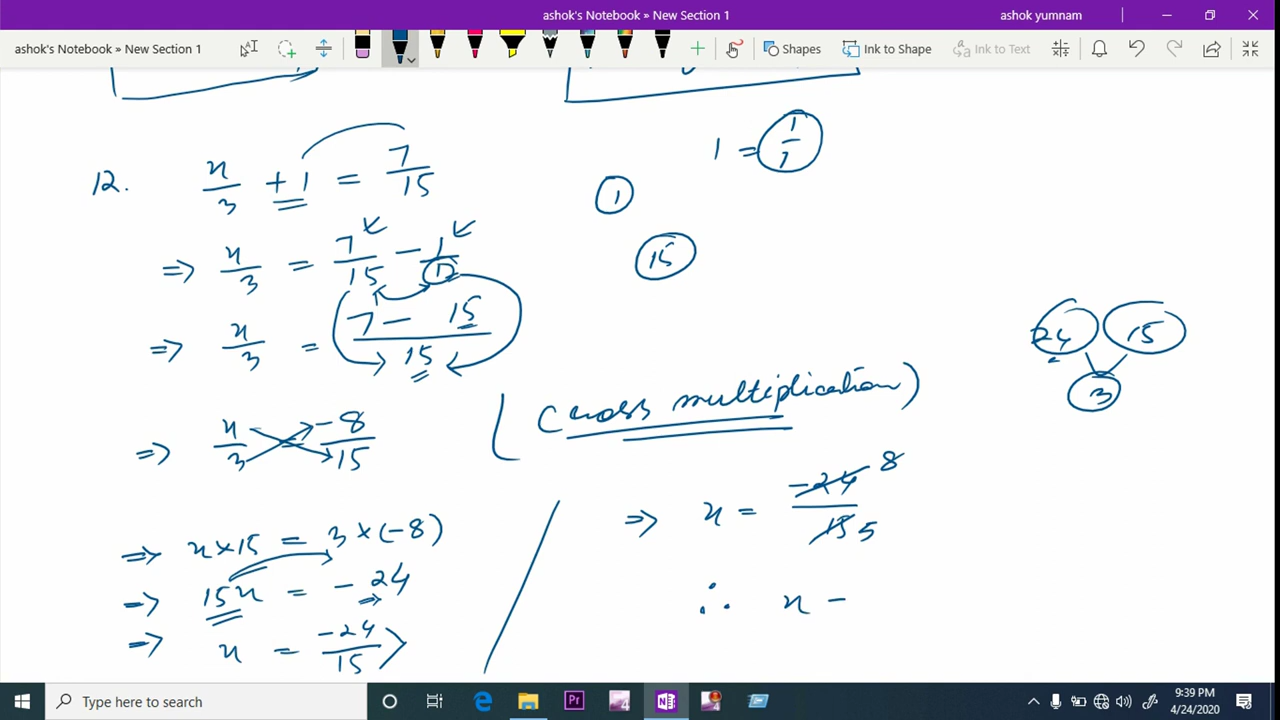 ashok's Notebook » New Section 1
ashok yumnam
ashok's Notebook » New Section 1
Shapes
Ink to Shape
Ink to Text
12. x/3 + 1 = 7/15
⇒ x/3 = 7/15 - 1/1
⇒ x/3 = 7 - 15/15
⇒ x/3 = -8/15
⇒ x×15 = 3×(-8)
⇒ 15x = -24
⇒ x = -24/15
1 = 1/1
1
15
(Cross multiplication)
⇒ x = -24/15 8 5
∴ x -
24 15
3
Type here to search
9:39 PM
4/24/2020